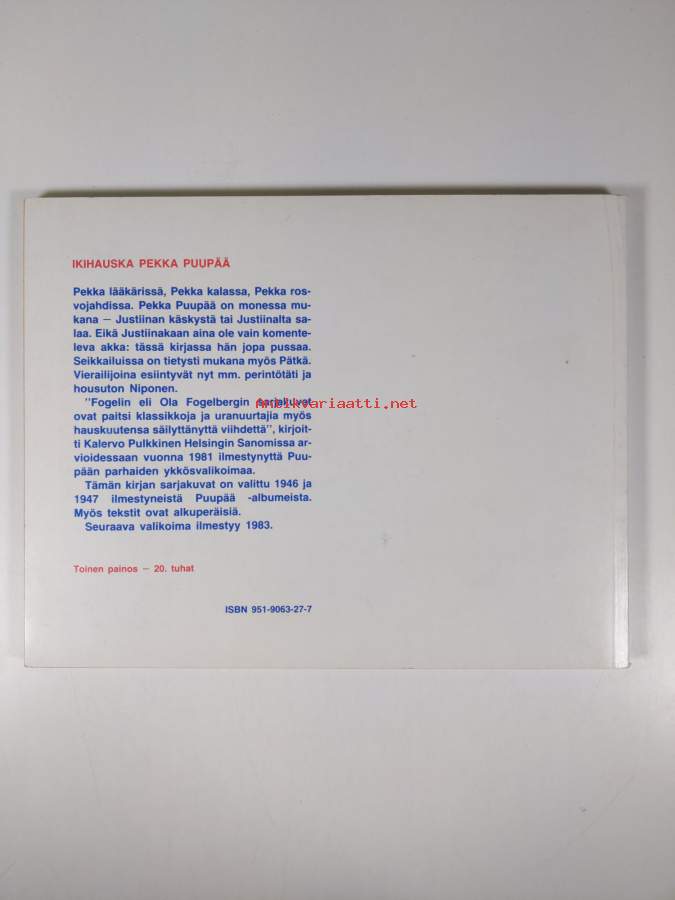 IKIHAUSKA PEKKA PUUPÄÄ
Pekka lääkärissä, Pekka kalassa, Pekka ros-
vojahdissa. Pekka Puupää on monessa mu-
kana – Justiinan käskystä tai Justiinalta sa-
laa. Eikä Justiinakaan aina ole vain komente-
leva akka: tässä kirjassa hän jopa pussaa.
Seikkailuissa on tietysti mukana myös Pätkä.
Vierailijoina esiintyvät nyt mm. perintötäti ja
housuton Niponen.
"Fogelin eli Ola Fogelbergin sarjakuvat
ovat paitsi klassikkoja ja uranuurtajia myös
hauskuutensa säilyttänyttä viihdettä", kirjoit-
ti Kalervo Pulkkinen Helsingin Sanomissa ar-
vioidessaan vuonna 1981 ilmestynyttä Puu-
pään parhaiden ykkösvalikoimaa.
Tämän kirjan sarjakuvat on valittu 1946 ja
1947 ilmestyneistä Puupää -albumeista.
Myös tekstit ovat alkuperäisiä.
Seuraava valikoima ilmestyy 1983.
Toinen painos – 20. tuhat
ISBN 951-9063-27-7
Antikvariaatti.net